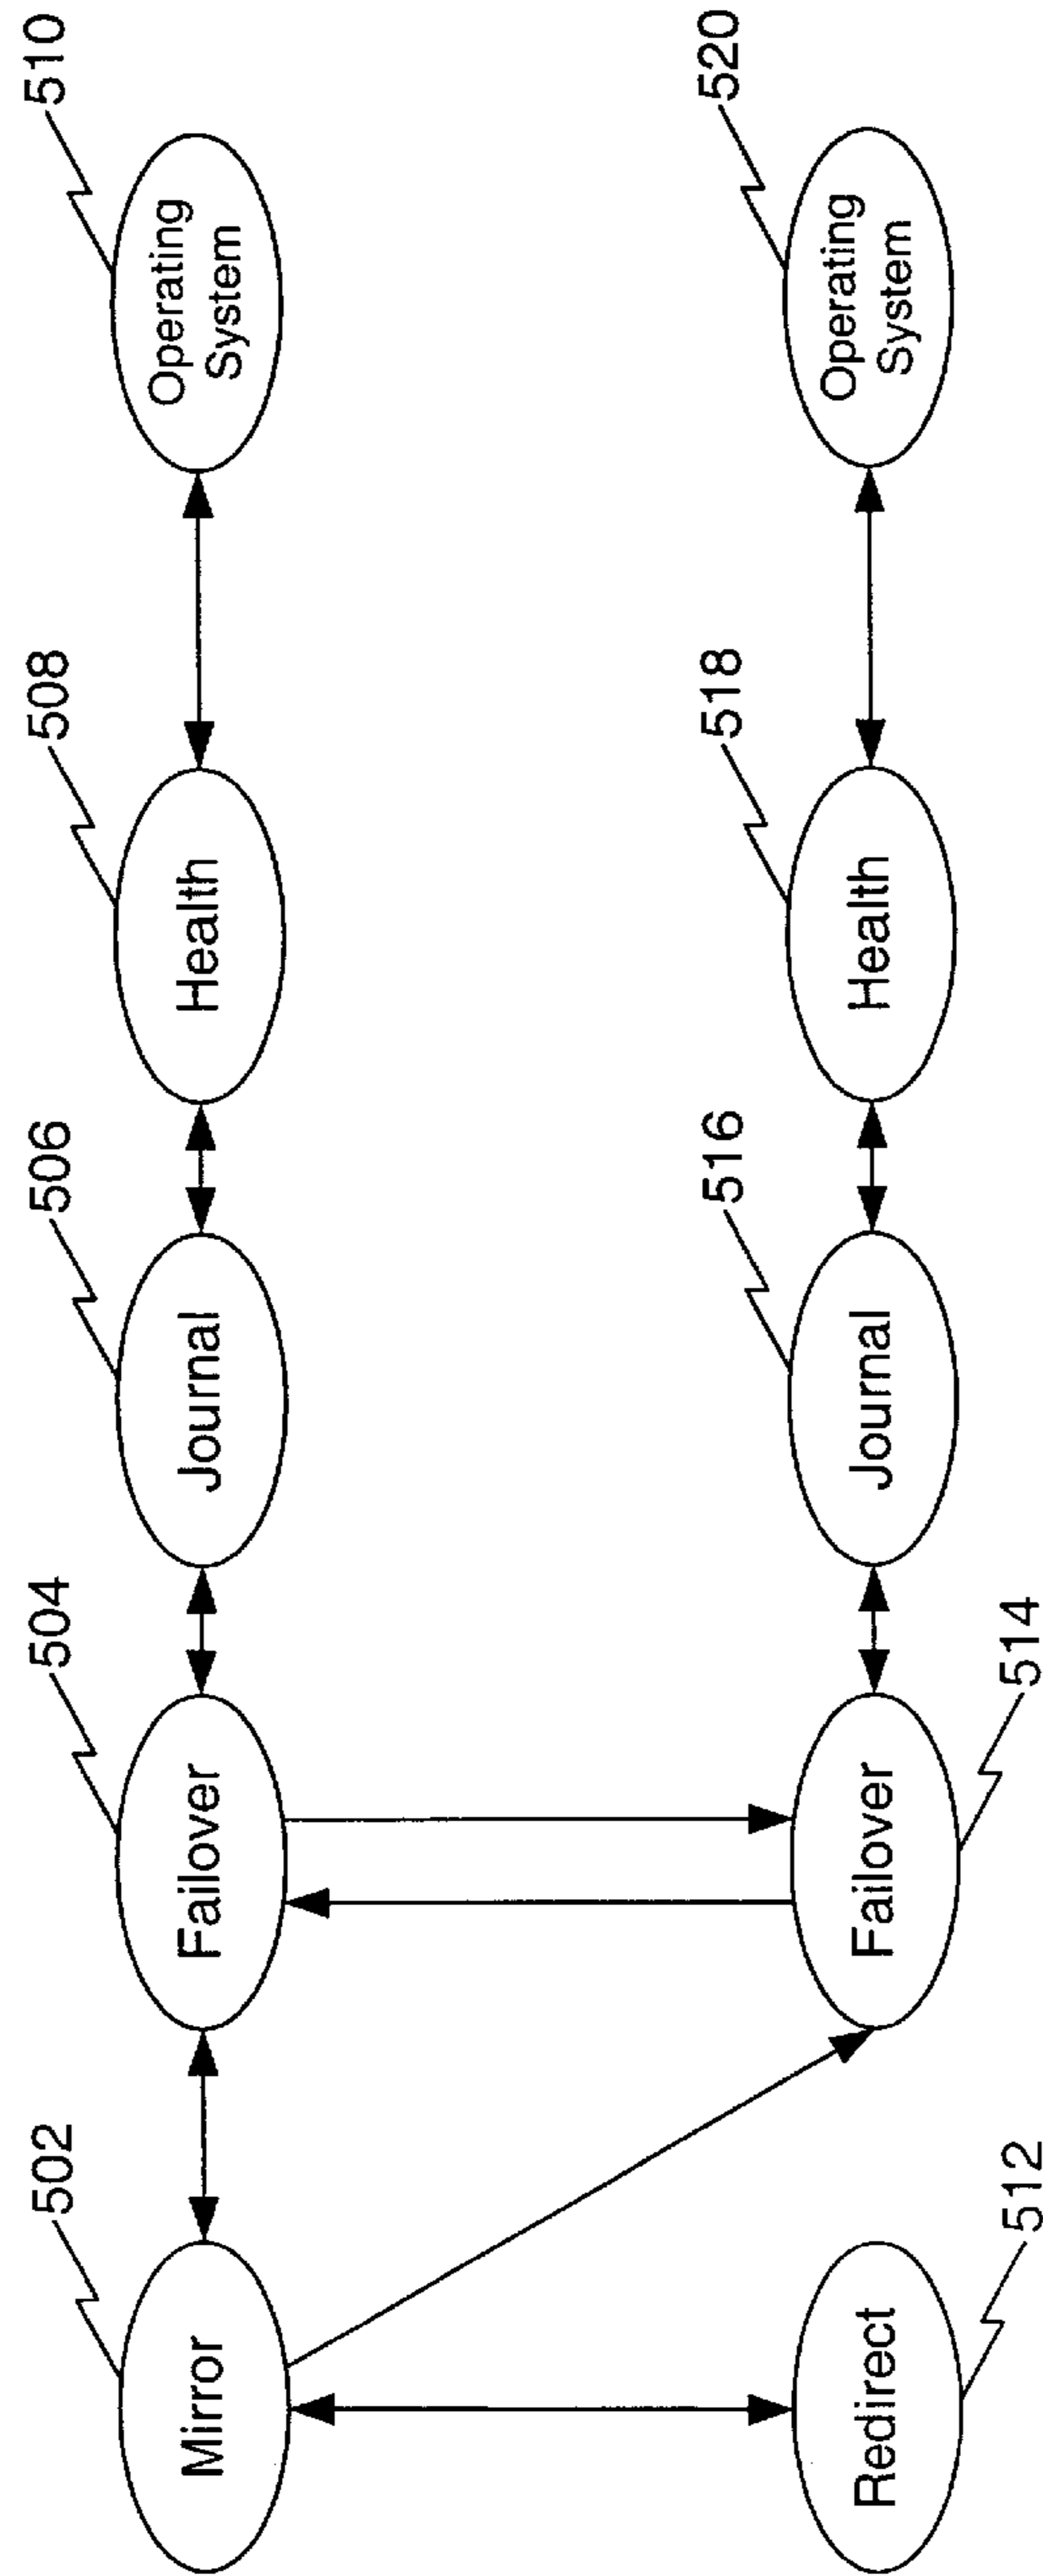 502
Mirror
504
Failover
506
Journal
508
Health
510
Operating
System
512
Redirect
514
Failover
516
Journal
518
Health
520
Operating
System